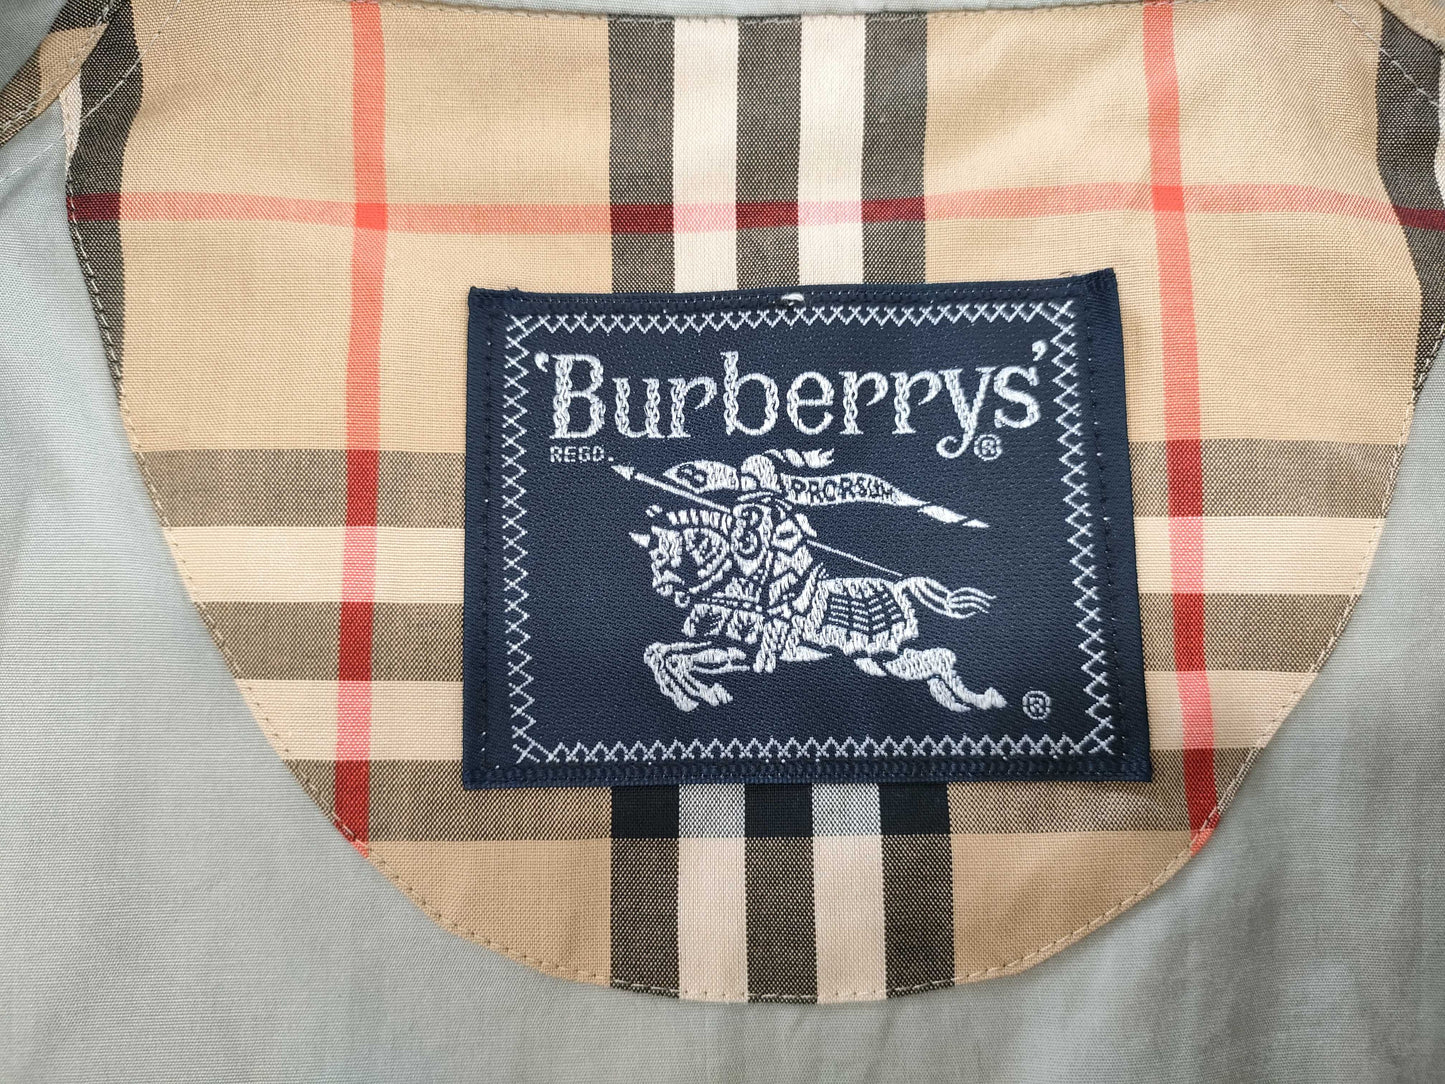 'Burberrys'
®
REGD.
PRORSUM
®